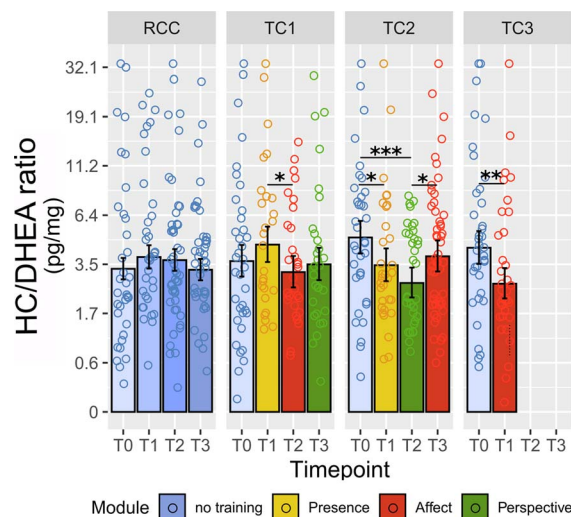 RCC TC1 TC2 TC3
HC/DHEA ratio
(pg/mg)
32.1
19.1
11.2
6.4
3.5
1.7
0.6
0
*
***
*
*
**
T0 T1 T2 T3 T0 T1 T2 T3 T0 T1 T2 T3 T0 T1 T2 T3
Timepoint
Module no training Presence Affect Perspective